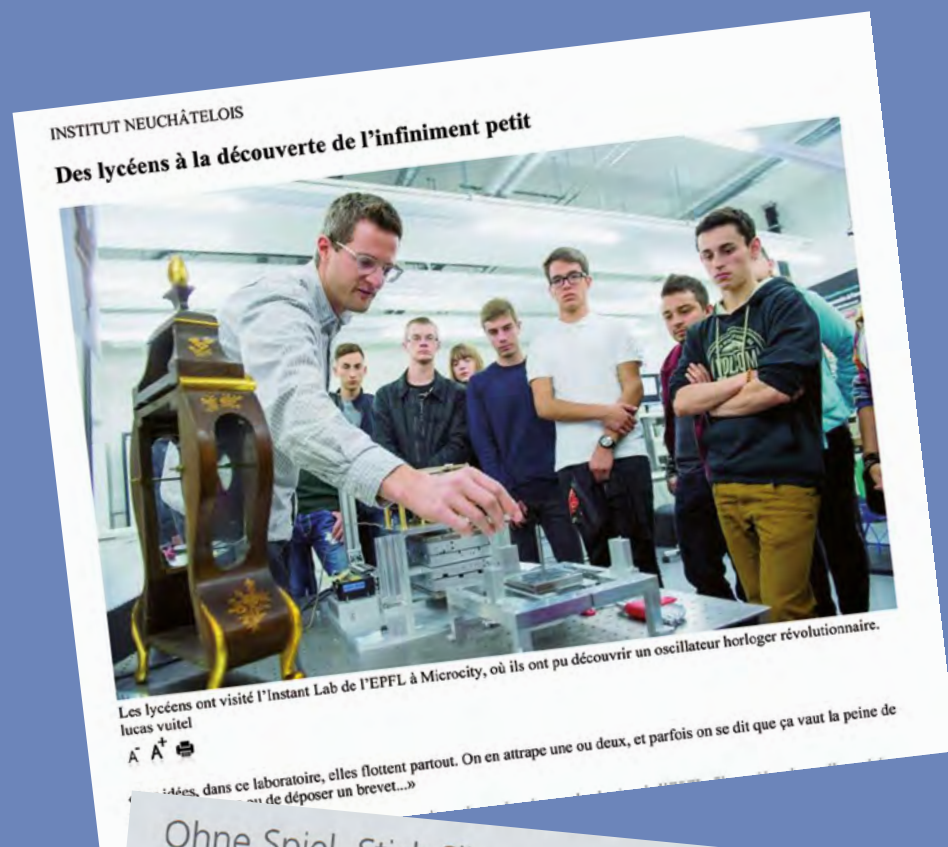 INSTITUT NEUCHÂTELOIS
Des lycéens à la découverte de l'infiniment petit
Les lycéens ont visité l'Instant Lab de l'EPFL à Microcity, où ils ont pu découvrir un oscillateur horloger révolutionnaire.
lucas vuitel
A- A+
idées, dans ce laboratoire, elles flottent partout. On en attrape une ou deux, et parfois on se dit que ça vaut la peine de
de déposer un brevet...»
Ohne Spiel